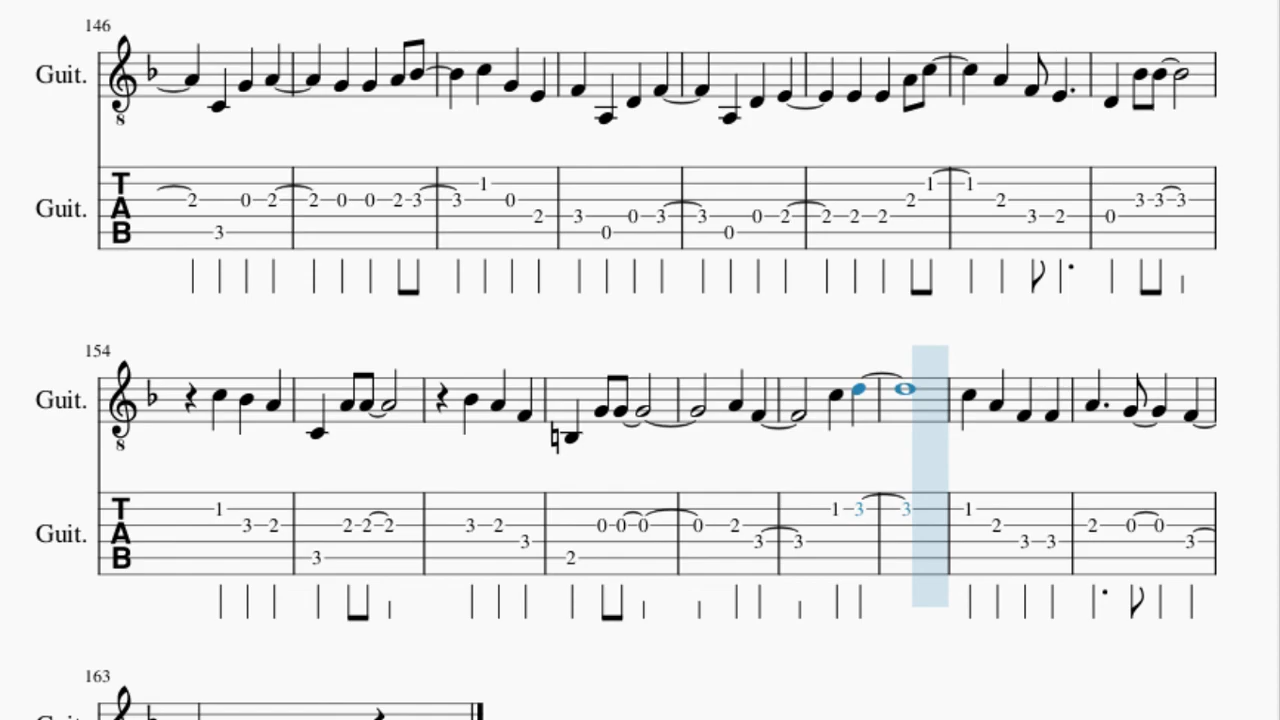 146
Guit.
8
Guit. TAB 2 3 0 2 2 0 0 2 3 3 1 0 2 3 0 0 3 3 0 0 2 2 2 2 2 1 1 2 3 2 0 3 3 3
154
Guit.
8
Guit. TAB 1 3 2 3 2 2 2 3 2 3 2 0 0 0 0 2 3 3 1 3 3 1 2 3 3 2 0 0 3
163